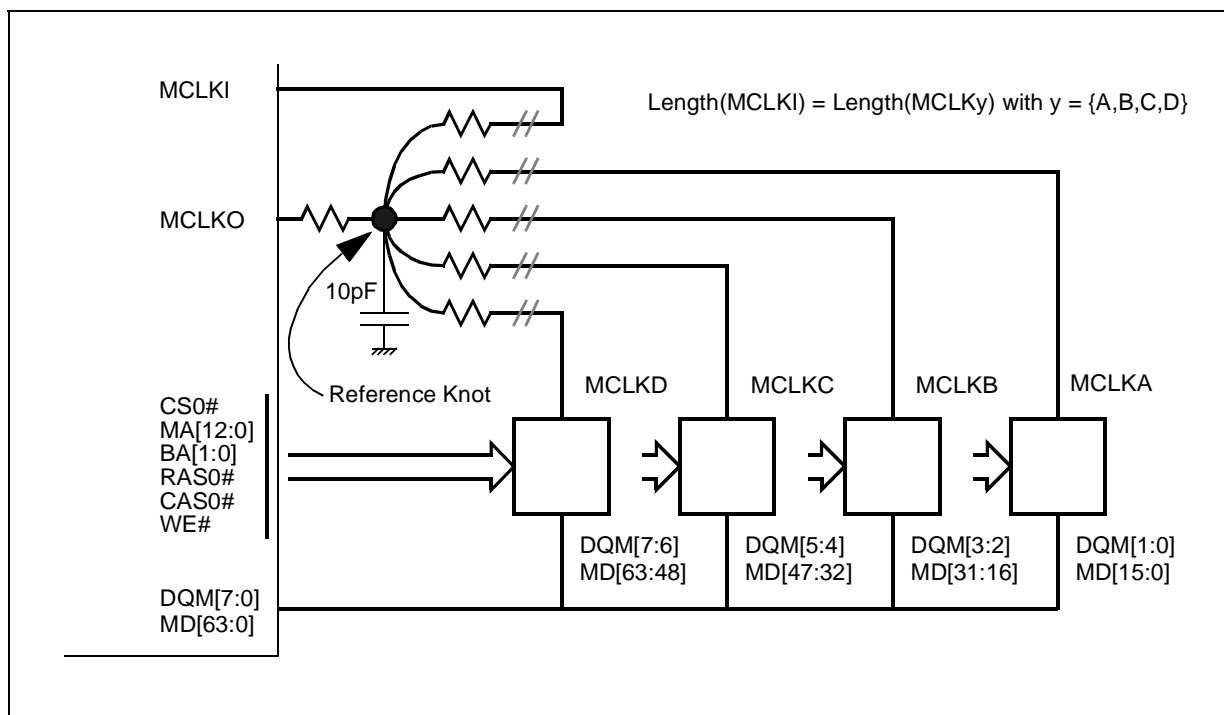 MCLKI
Length(MCLKI) = Length(MCLKy) with y = {A,B,C,D}
MCLKO
10pF
Reference Knot
MCLKD
MCLKC
MCLKB
MCLKA
CS0#
MA[12:0]
BA[1:0]
RAS0#
CAS0#
WE#
DQM[7:6]
MD[63:48]
DQM[5:4]
MD[47:32]
DQM[3:2]
MD[31:16]
DQM[1:0]
MD[15:0]
DQM[7:0]
MD[63:0]